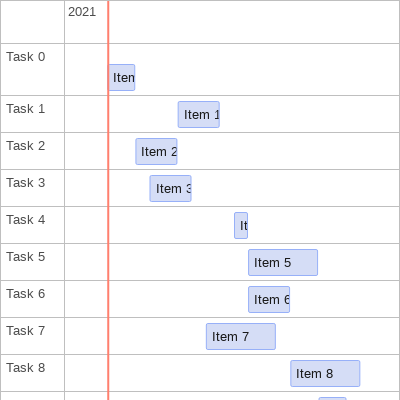 2021
Task 0
Item
Task 1
Item 1
Task 2
Item 2
Task 3
Item 3
Task 4
It
Task 5
Item 5
Task 6
Item 6
Task 7
Item 7
Task 8
Item 8